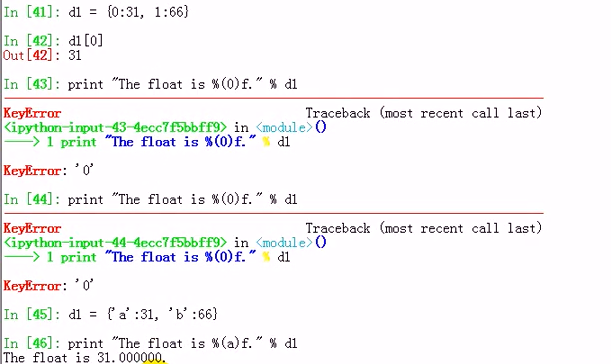 In [41]: d1 = {0:31, 1:66}
In [42]: d1[0]
Out[42]: 31
In [43]: print "The float is %(0)f." % d1
KeyError Traceback (most recent call last)
<ipython-input-43-4ecc7f5bbff9> in <module>()
----> 1 print "The float is %(0)f." % d1
KeyError: '0'
In [44]: print "The float is %(0)f." % d1
KeyError Traceback (most recent call last)
<ipython-input-44-4ecc7f5bbff9> in <module>()
----> 1 print "The float is %(0)f." % d1
KeyError: '0'
In [45]: d1 = {'a':31, 'b':66}
In [46]: print "The float is %(a)f." % d1
The float is 31.000000.